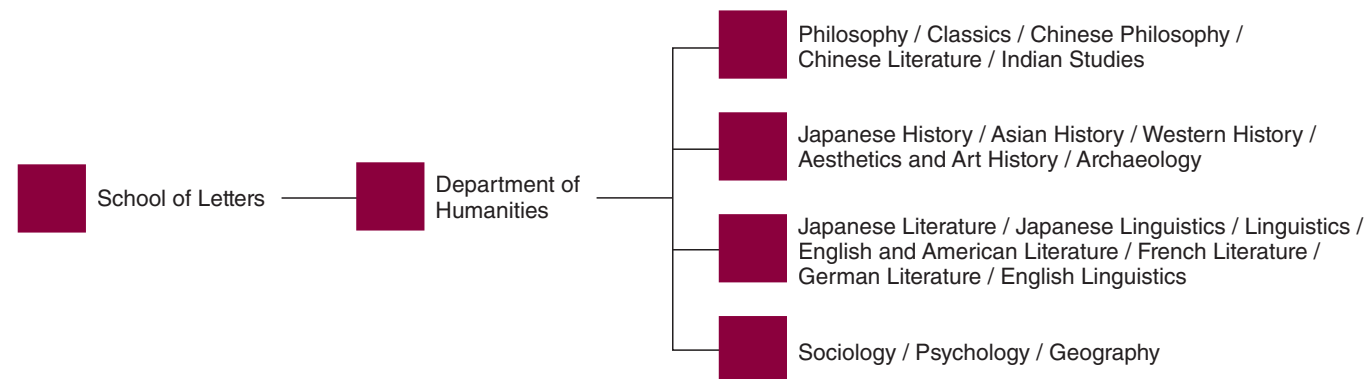 School of Letters
Department of
Humanities
Philosophy / Classics / Chinese Philosophy /
Chinese Literature / Indian Studies
Japanese History / Asian History / Western History /
Aesthetics and Art History / Archaeology
Japanese Literature / Japanese Linguistics / Linguistics /
English and American Literature / French Literature /
German Literature / English Linguistics
Sociology / Psychology / Geography